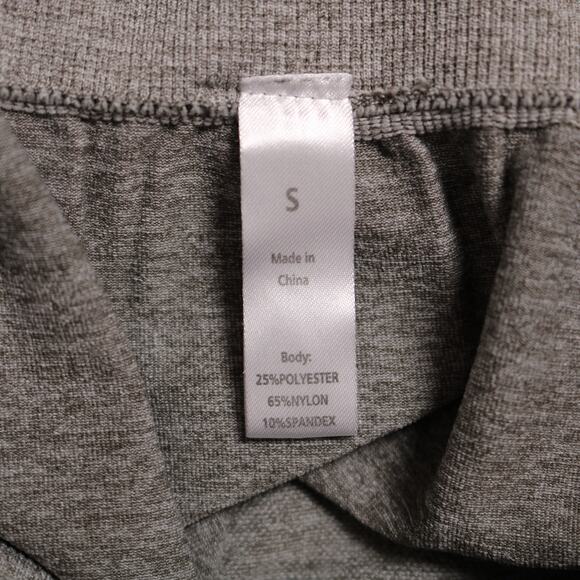 S
Made in
China
Body:
25%POLYESTER
65%NYLON
10%SPANDEX